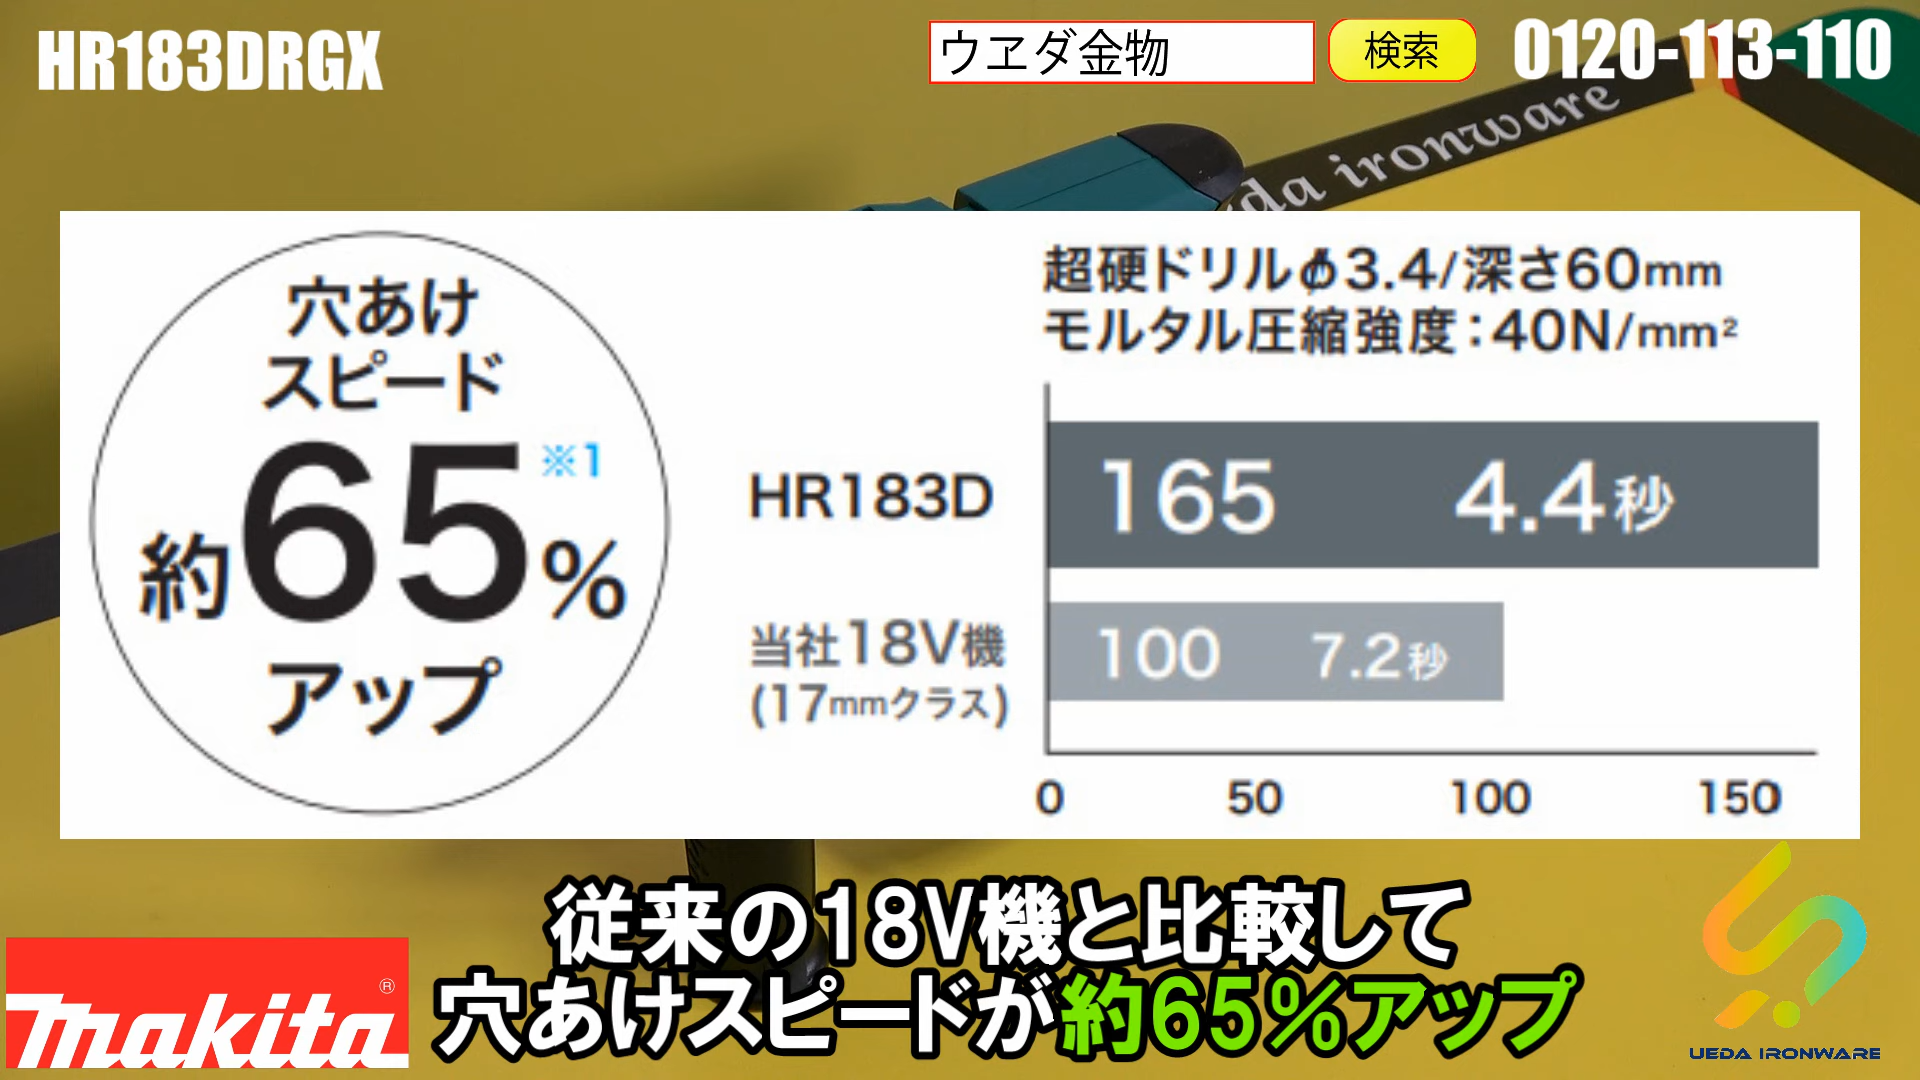 HR183DRGX
ウヱダ金物
検索
0120-113-110
da ironware
穴あけ
スピード
約65%※1
アップ
超硬ドリルφ3.4/深さ60mm
モルタル圧縮強度：40N/mm²
HR183D
165 4.4秒
当社18V機
(17mmクラス)
100 7.2秒
0 50 100 150
従来の18V機と比較して
穴あけスピードが約65%アップ
makita®
UEDA IRONWARE